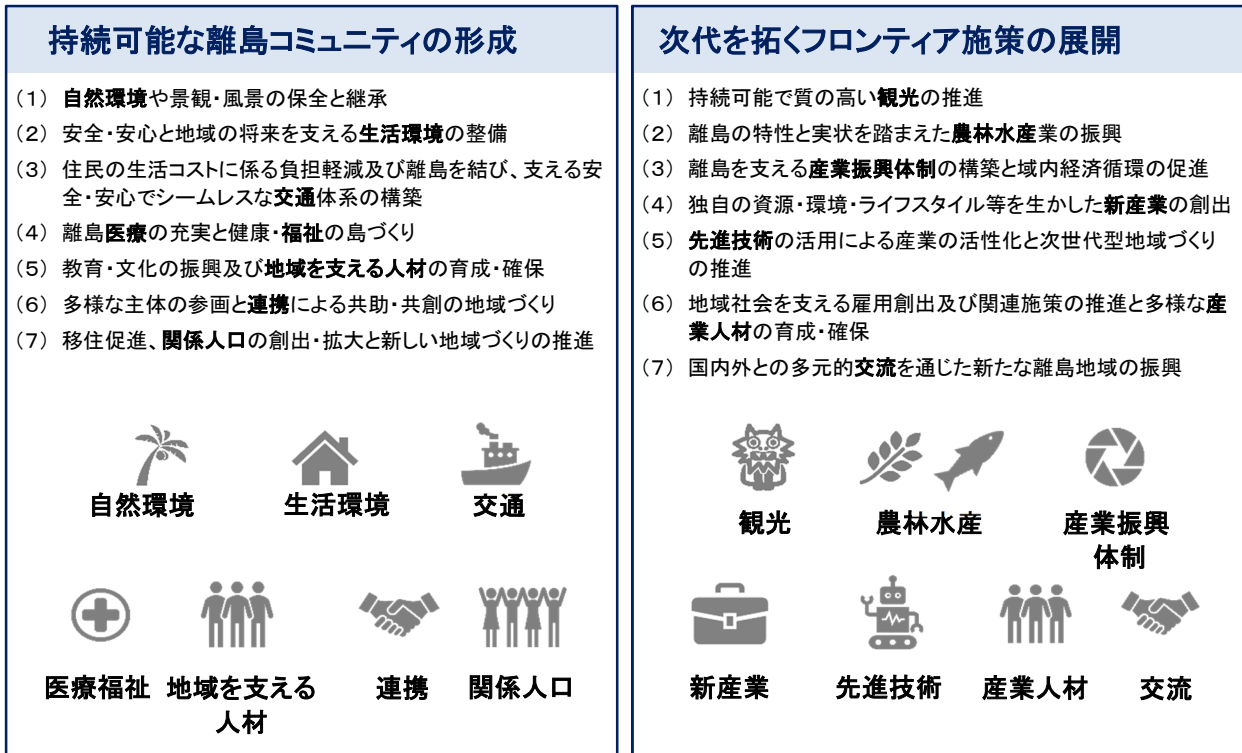 持続可能な離島コミュニティの形成
(1) 自然環境や景観・風景の保全と継承
(2) 安全・安心と地域の将来を支える生活環境の整備
(3) 住民の生活コストに係る負担軽減及び離島を結び、支える安
全・安心でシームレスな交通体系の構築
(4) 離島医療の充実と健康・福祉の島づくり
(5) 教育・文化の振興及び地域を支える人材の育成・確保
(6) 多様な主体の参画と連携による共助・共創の地域づくり
(7) 移住促進、関係人口の創出・拡大と新しい地域づくりの推進
自然環境
生活環境
交通
医療福祉
地域を支える
人材
連携
関係人口
次代を拓くフロンティア施策の展開
(1) 持続可能で質の高い観光の推進
(2) 離島の特性と実状を踏まえた農林水産業の振興
(3) 離島を支える産業振興体制の構築と域内経済循環の促進
(4) 独自の資源・環境・ライフスタイル等を生かした新産業の創出
(5) 先進技術の活用による産業の活性化と次世代型地域づくり
の推進
(6) 地域社会を支える雇用創出及び関連施策の推進と多様な産
業人材の育成・確保
(7) 国内外との多元的交流を通じた新たな離島地域の振興
観光
農林水産
産業振興
体制
新産業
先進技術
産業人材
交流